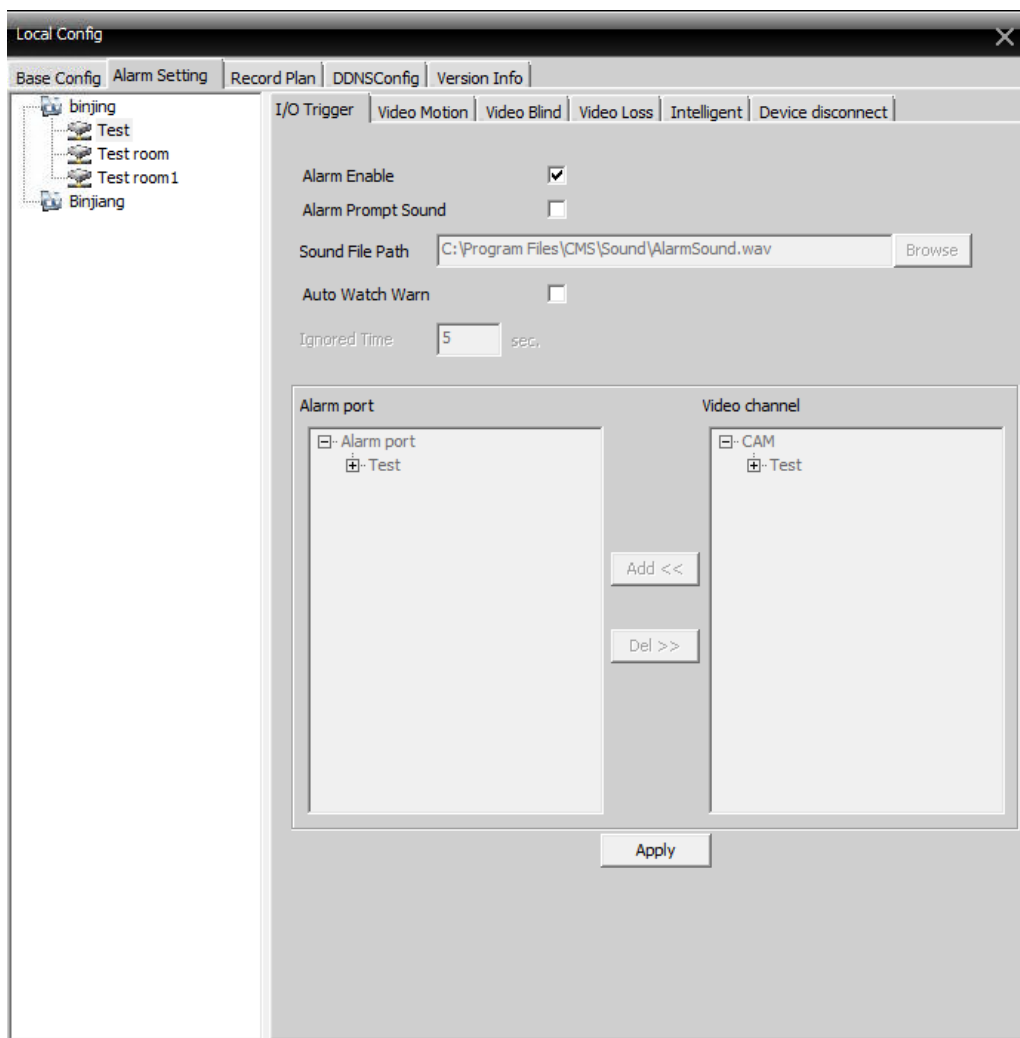 Local Config
Base Config Alarm Setting Record Plan DDNSConfig Version Info
binjing
Test
Test room
Test room1
Binjiang
I/O Trigger Video Motion Video Blind Video Loss Intelligent Device disconnect
Alarm Enable
Alarm Prompt Sound
Sound File Path C:\Program Files\CMS\Sound\AlarmSound.wav Browse
Auto Watch Warn
Ignored Time 5 sec.
Alarm port Video channel
Alarm port CAM
Test Test
Add <<
Del >>
Apply